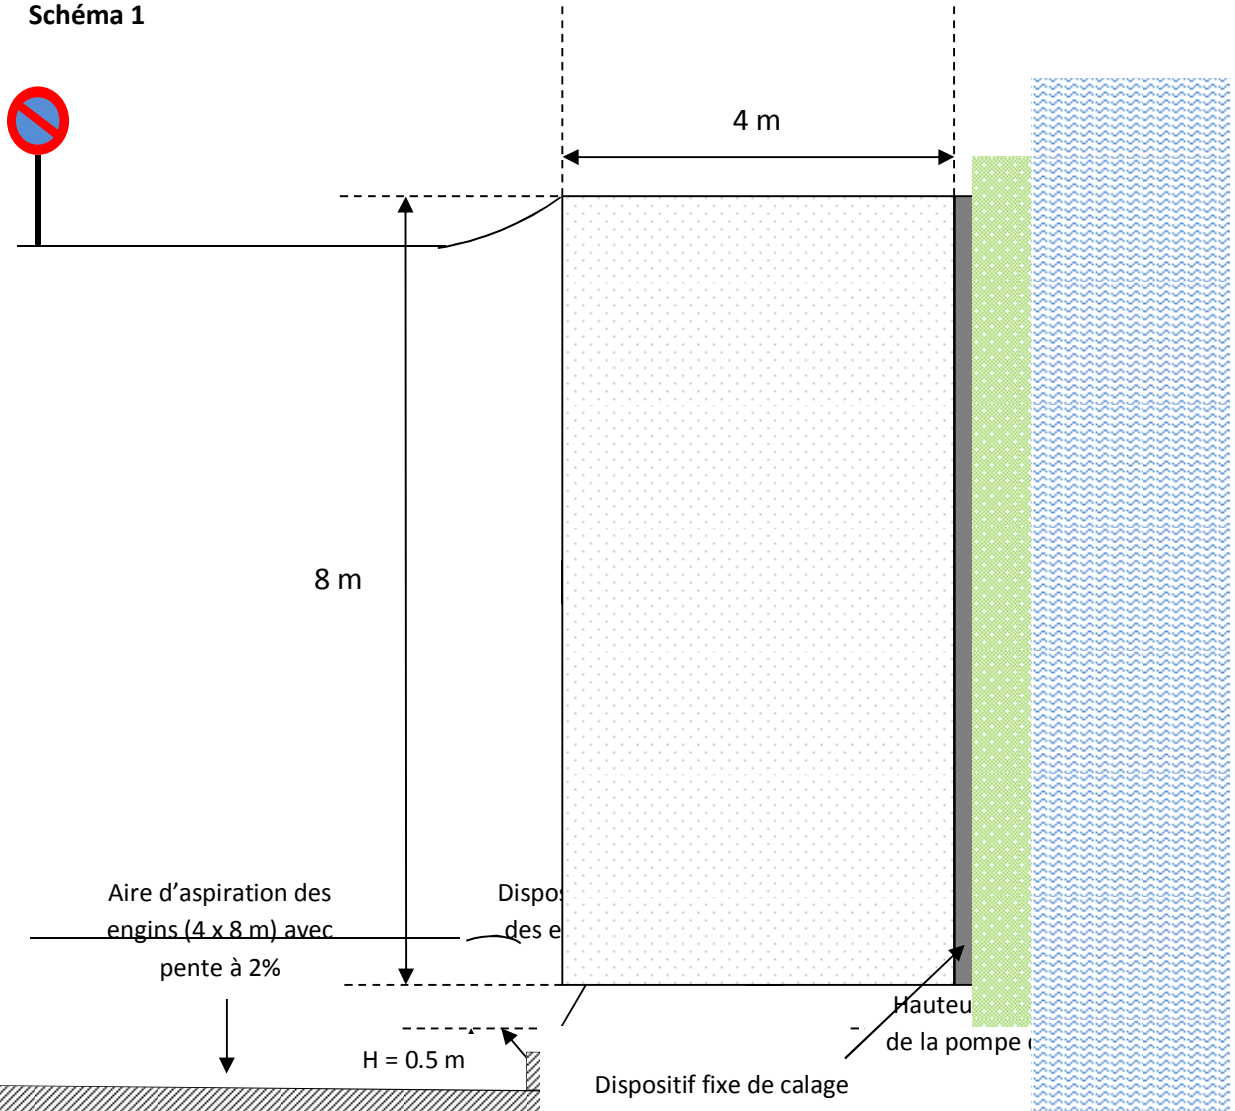 Schéma 1
4 m
8 m
Aire d’aspiration des
engins (4 x 8 m) avec
pente à 2%
des
de la pompe
H = 0.5 m
Dispositif fixe de calage